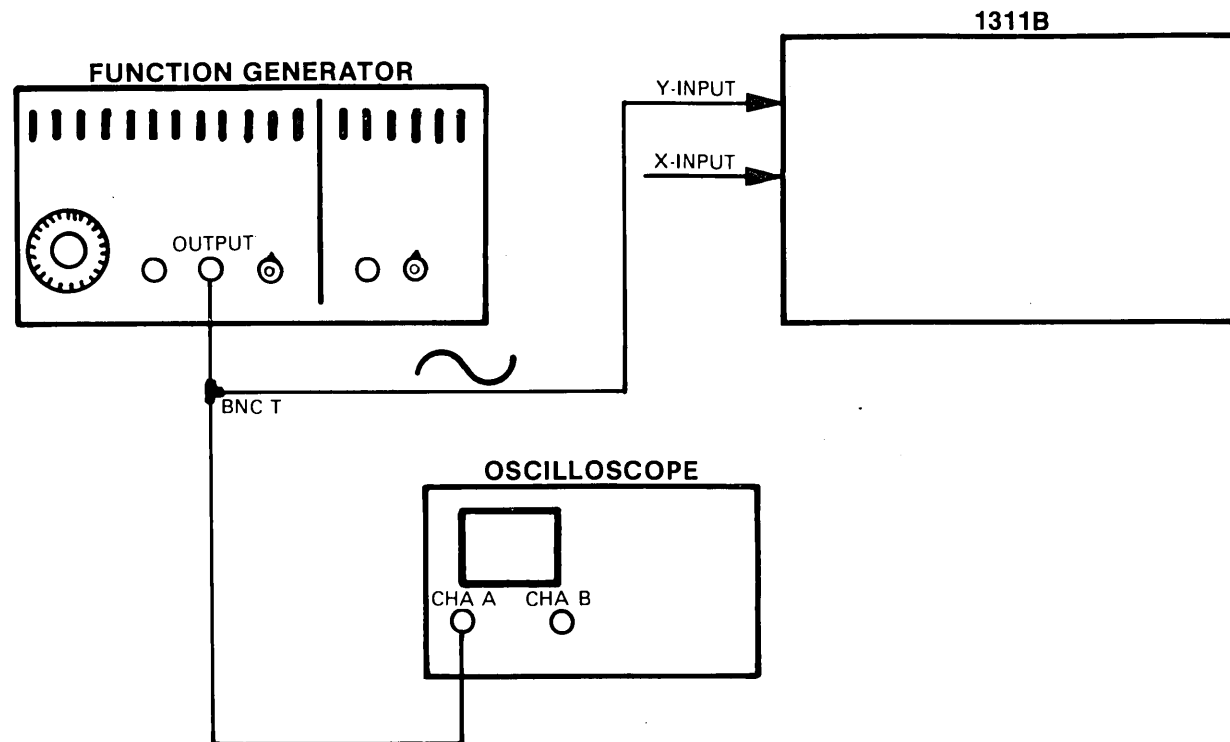 1311B
FUNCTION GENERATOR
Y-INPUT
X-INPUT
OUTPUT
BNC T
OSCILLOSCOPE
CHA A CHA B